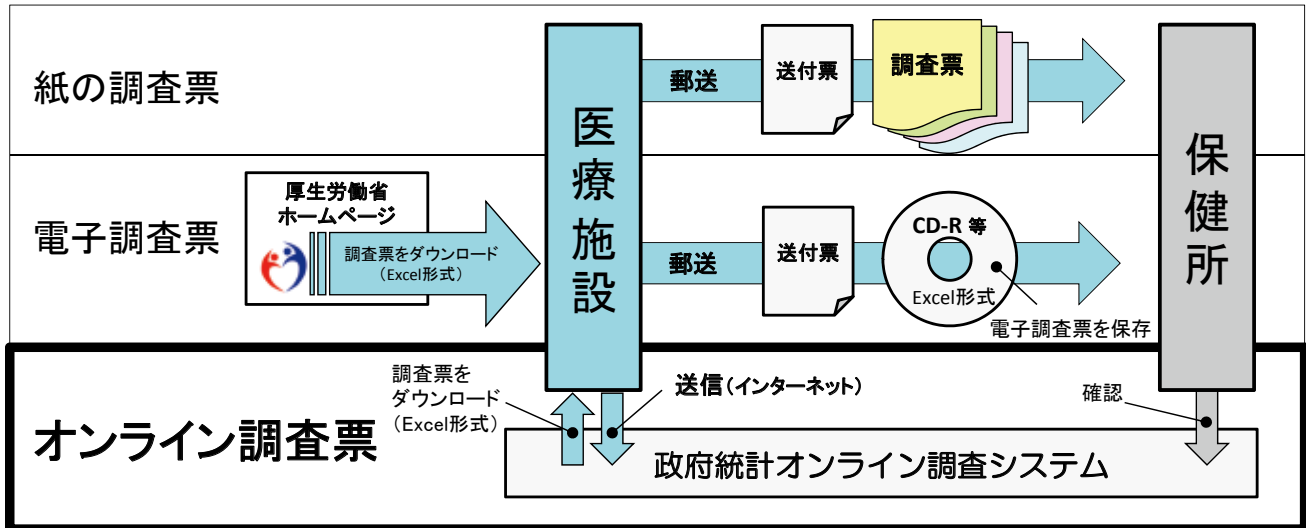 紙の調査票
医療施設
郵送
送付票
調査票
保健所
電子調査票
厚生労働省
ホームページ
調査票をダウンロード
(Excel形式)
郵送
送付票
CD-R 等
Excel形式
電子調査票を保存
オンライン調査票
調査票を
ダウンロード
(Excel形式)
送信(インターネット)
確認
政府統計オンライン調査システム